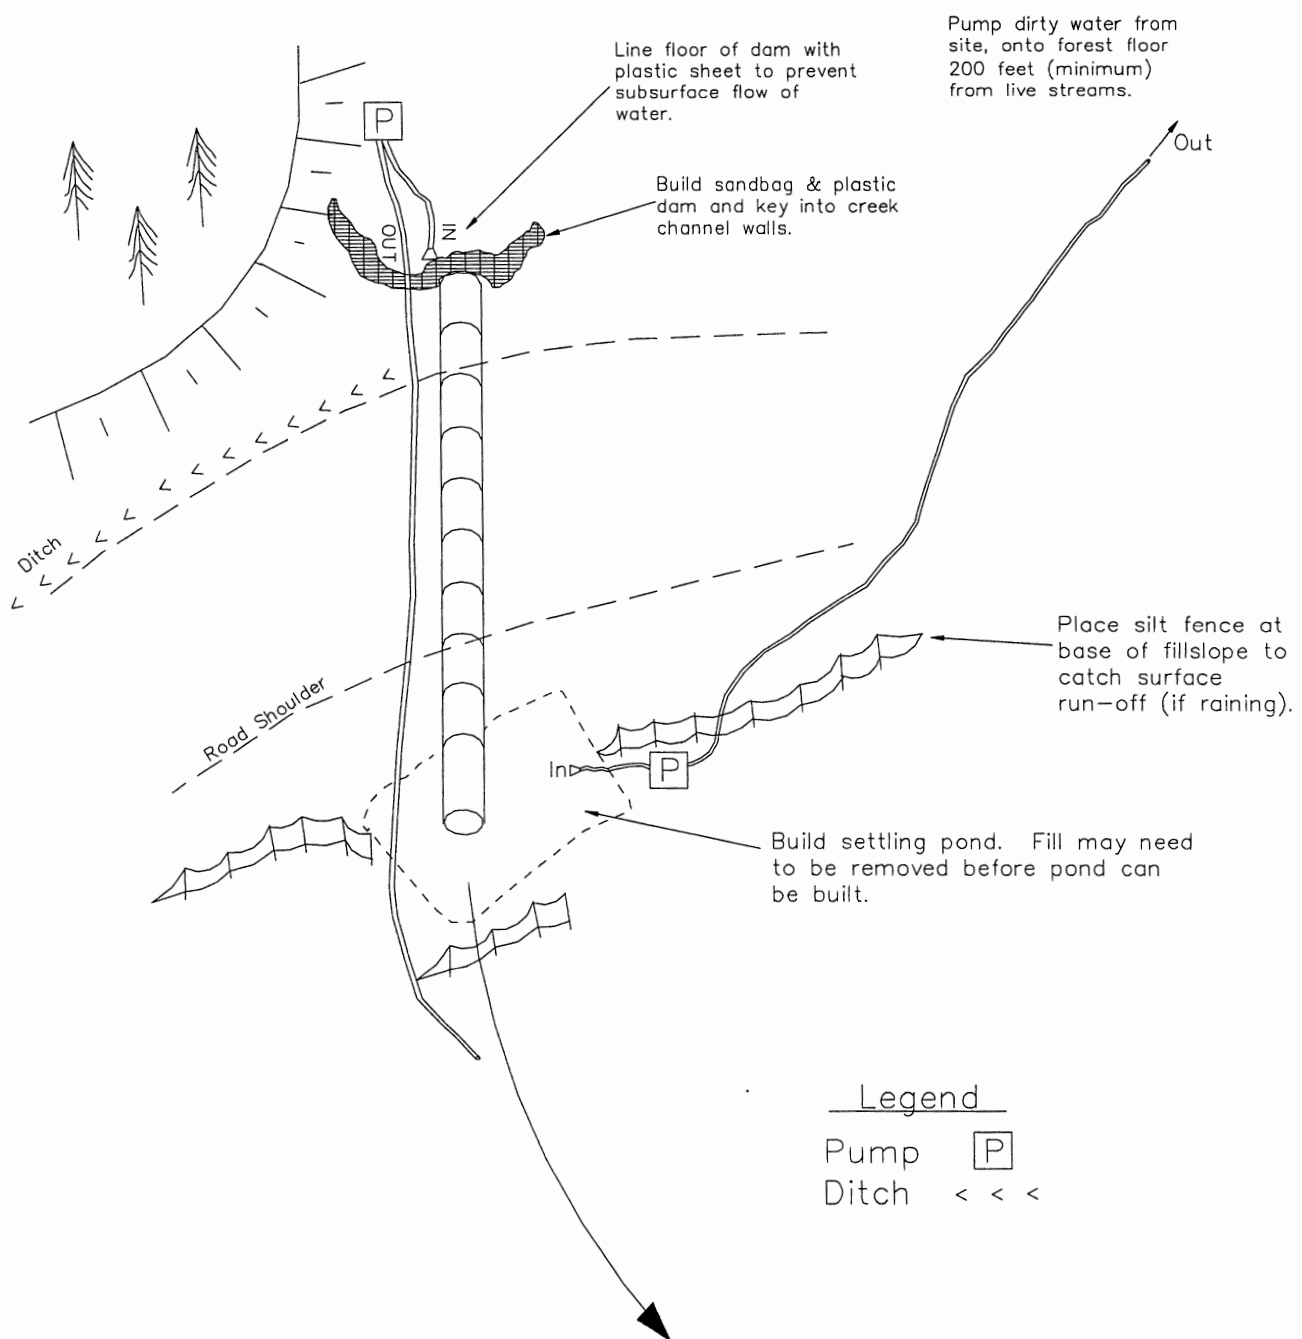 Pump dirty water from
site, onto forest floor
200 feet (minimum)
from live streams.
Line floor of dam with
plastic sheet to prevent
subsurface flow of
water.
P
Out
Build sandbag & plastic
dam and key into creek
channel walls.
OUT
IN
Ditch
Place silt fence at
base of fillslope to
catch surface
run-off (if raining).
Road Shoulder
In
P
Build settling pond. Fill may need
to be removed before pond can
be built.
Legend
Pump P
Ditch < < <